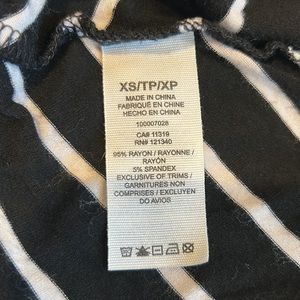 XS/TP/XP
MADE IN CHINA
FABRIQUÉ EN CHINE
HECHO EN CHINA
100007028
CA# 11319
RN# 121340
95% RAYON / RAYONNE /
RAYÓN
5% SPANDEX
EXCLUSIVE OF TRIMS /
GARNITURES NON
COMPRISES / EXCLUYEN
DO AVIOS